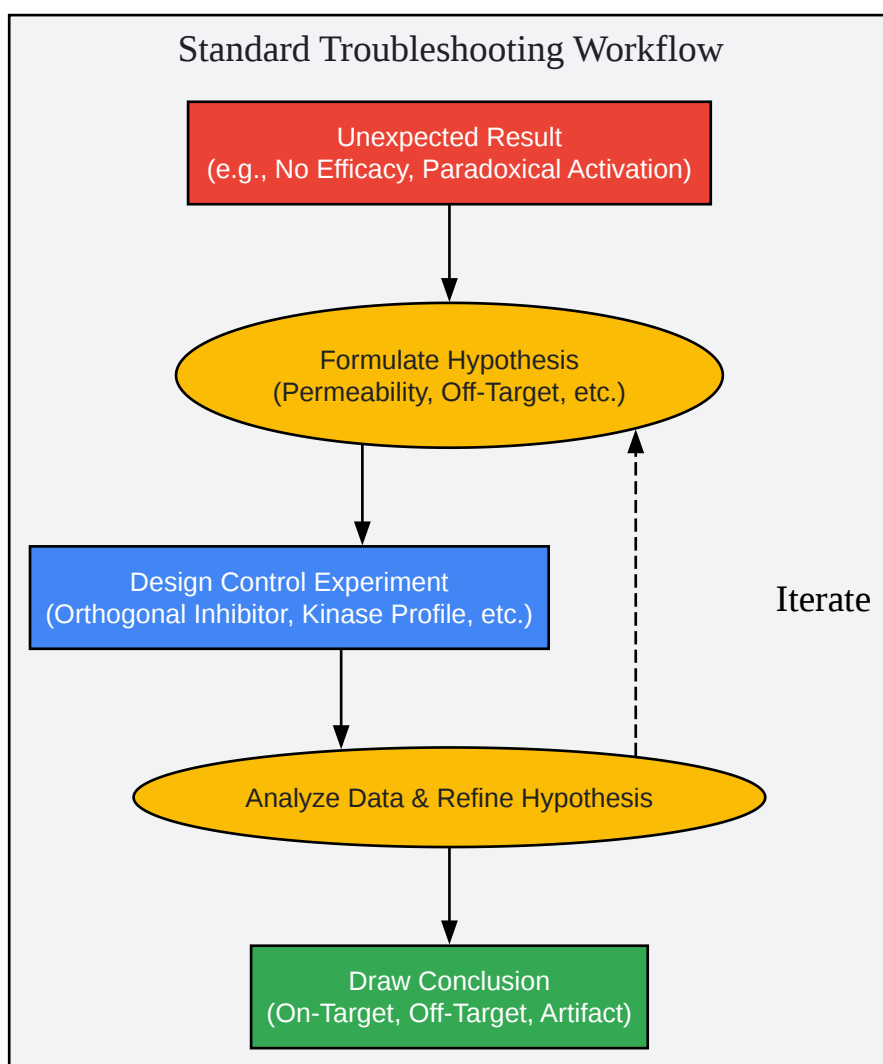 Standard Troubleshooting Workflow
Unexpected Result
(e.g., No Efficacy, Paradoxical Activation)
Formulate Hypothesis
(Permeability, Off-Target, etc.)
Design Control Experiment
(Orthogonal Inhibitor, Kinase Profile, etc.)
Iterate
Analyze Data & Refine Hypothesis
Draw Conclusion
(On-Target, Off-Target, Artifact)